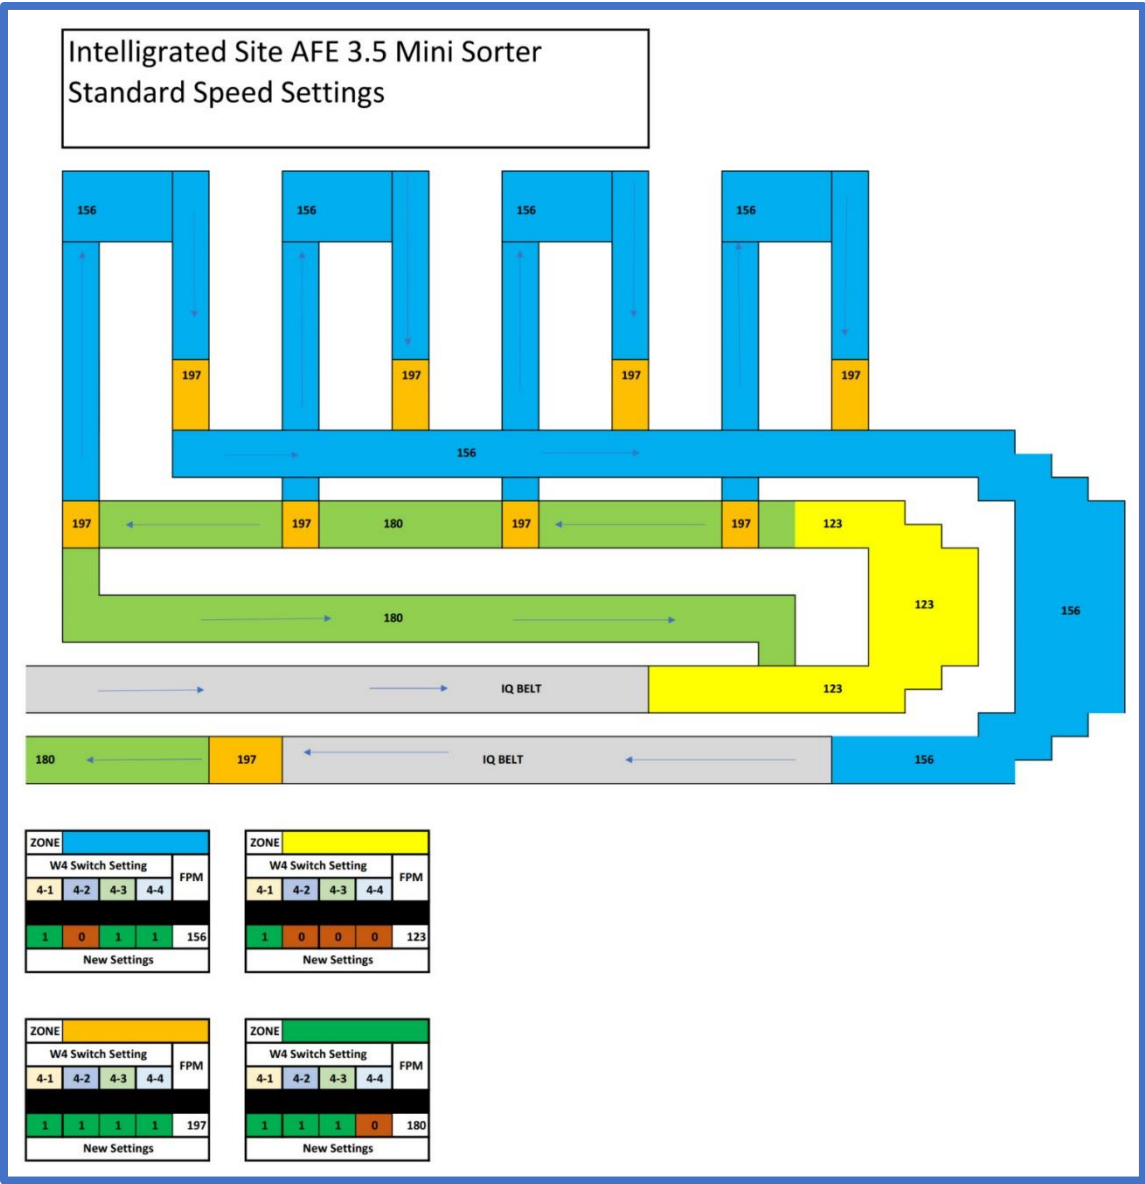 Intelligrated Site AFE 3.5 Mini Sorter
Standard Speed Settings
156 156 156 156
197 197 197 197
156
197 197 180 197 197 123
123
156
180
IQ BELT 123
180 197 IQ BELT 156
ZONE
W4 Switch Setting FPM
4-1 4-2 4-3 4-4
1 0 1 1 156
New Settings
ZONE
W4 Switch Setting FPM
4-1 4-2 4-3 4-4
1 0 0 0 123
New Settings
ZONE
W4 Switch Setting FPM
4-1 4-2 4-3 4-4
1 1 1 1 197
New Settings
ZONE
W4 Switch Setting FPM
4-1 4-2 4-3 4-4
1 1 1 0 180
New Settings